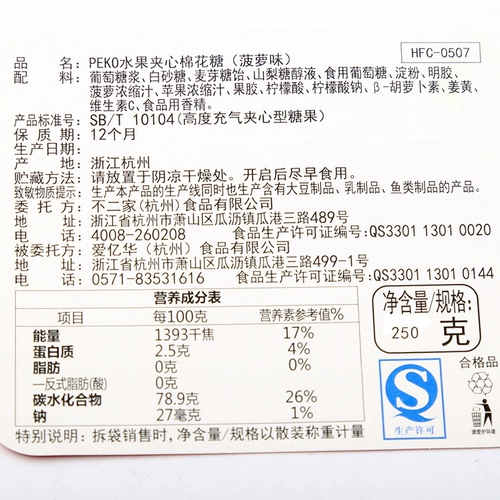 HFC-0507
品 名: PEKO水果夹心棉花糖（菠萝味）
配 料: 葡萄糖浆、白砂糖、麦芽糖饴、山梨糖醇液、食用葡萄糖、淀粉、明胶、
菠萝浓缩汁、苹果浓缩汁、果胶、柠檬酸、柠檬酸钠、β-胡萝卜素、姜黄、
维生素C、食品用香精。
产品标准号: SB/T 10104(高度充气夹心型糖果)
保质期限: 12个月
生产日期:
产 地: 浙江杭州
贮藏方法: 请放置于阴凉干燥处。开启后尽早食用。
致敏物质提示: 生产本产品的生产线同时也生产含有大豆制品、乳制品、鱼类制品的产品。
委 托 方: 不二家(杭州)食品有限公司
地 址: 浙江省杭州市萧山区瓜沥镇瓜港三路489号
电 话: 4008-260208 食品生产许可证编号:QS3301 1301 0020
被委托方: 爱亿华（杭州）食品有限公司
地 址: 浙江省杭州市萧山区瓜沥镇瓜港三路499-1号
电 话: 0571-83531616 食品生产许可证编号:QS3301 1301 0144
营养成分表
项目 每100克 营养素参考值%
能量 1393千焦 17%
蛋白质 2.5克 4%
脂肪 0克 0%
—反式脂肪(酸) 0克
碳水化合物 78.9克 26%
钠 27毫克 1%
净含量/规格:
250 克
合格品
QS
生产许可
请护环境
特别说明: 拆袋销售时,净含量/规格以散装称重计量